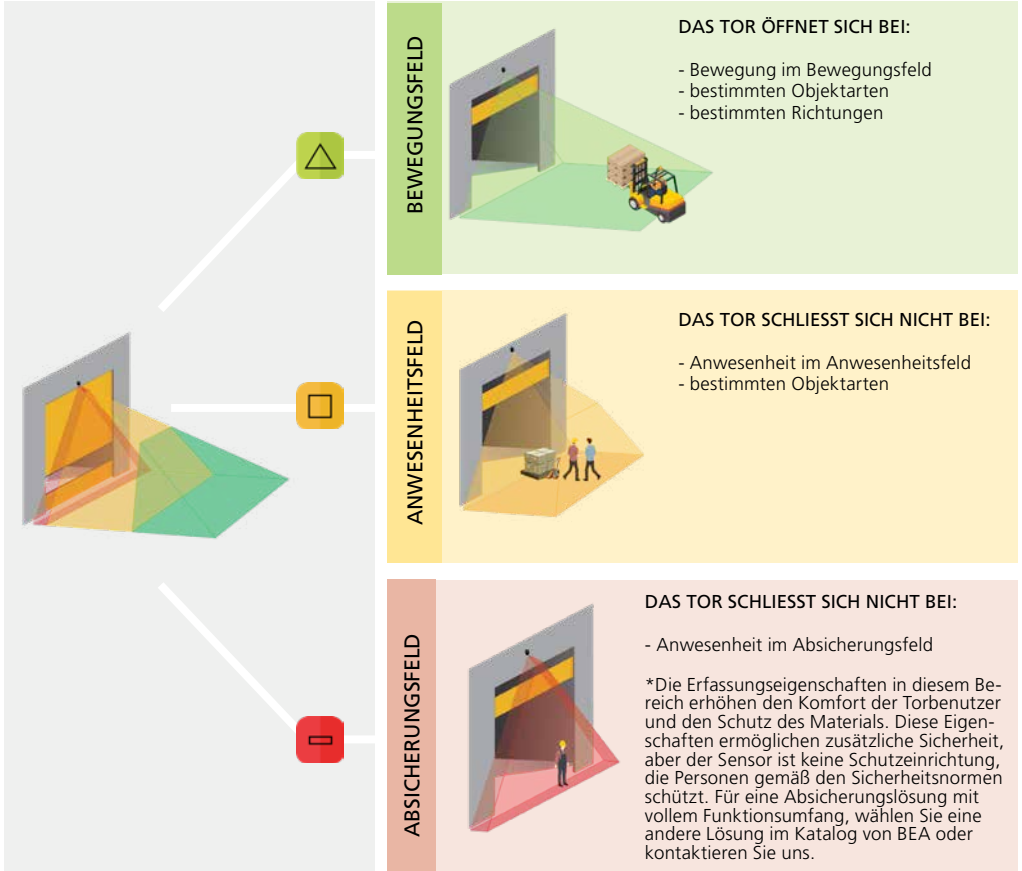 BEWEGUNGSFELD
DAS TOR ÖFFNET SICH BEI:
- Bewegung im Bewegungsfeld
- bestimmten Objektarten
- bestimmten Richtungen
ANWESENHEITSFELD
DAS TOR SCHLIESST SICH NICHT BEI:
- Anwesenheit im Anwesenheitsfeld
- bestimmten Objektarten
ABSICHERUNGSFELD
DAS TOR SCHLIESST SICH NICHT BEI:
- Anwesenheit im Absicherungsfeld
*Die Erfassungseigenschaften in diesem Be-
reich erhöhen den Komfort der Torbenutzer
und den Schutz des Materials. Diese Eigen-
schaften ermöglichen zusätzliche Sicherheit,
aber der Sensor ist keine Schutzeinrichtung,
die Personen gemäß den Sicherheitsnormen
schützt. Für eine Absicherungslösung mit
vollem Funktionsumfang, wählen Sie eine
andere Lösung im Katalog von BEA oder
kontaktieren Sie uns.